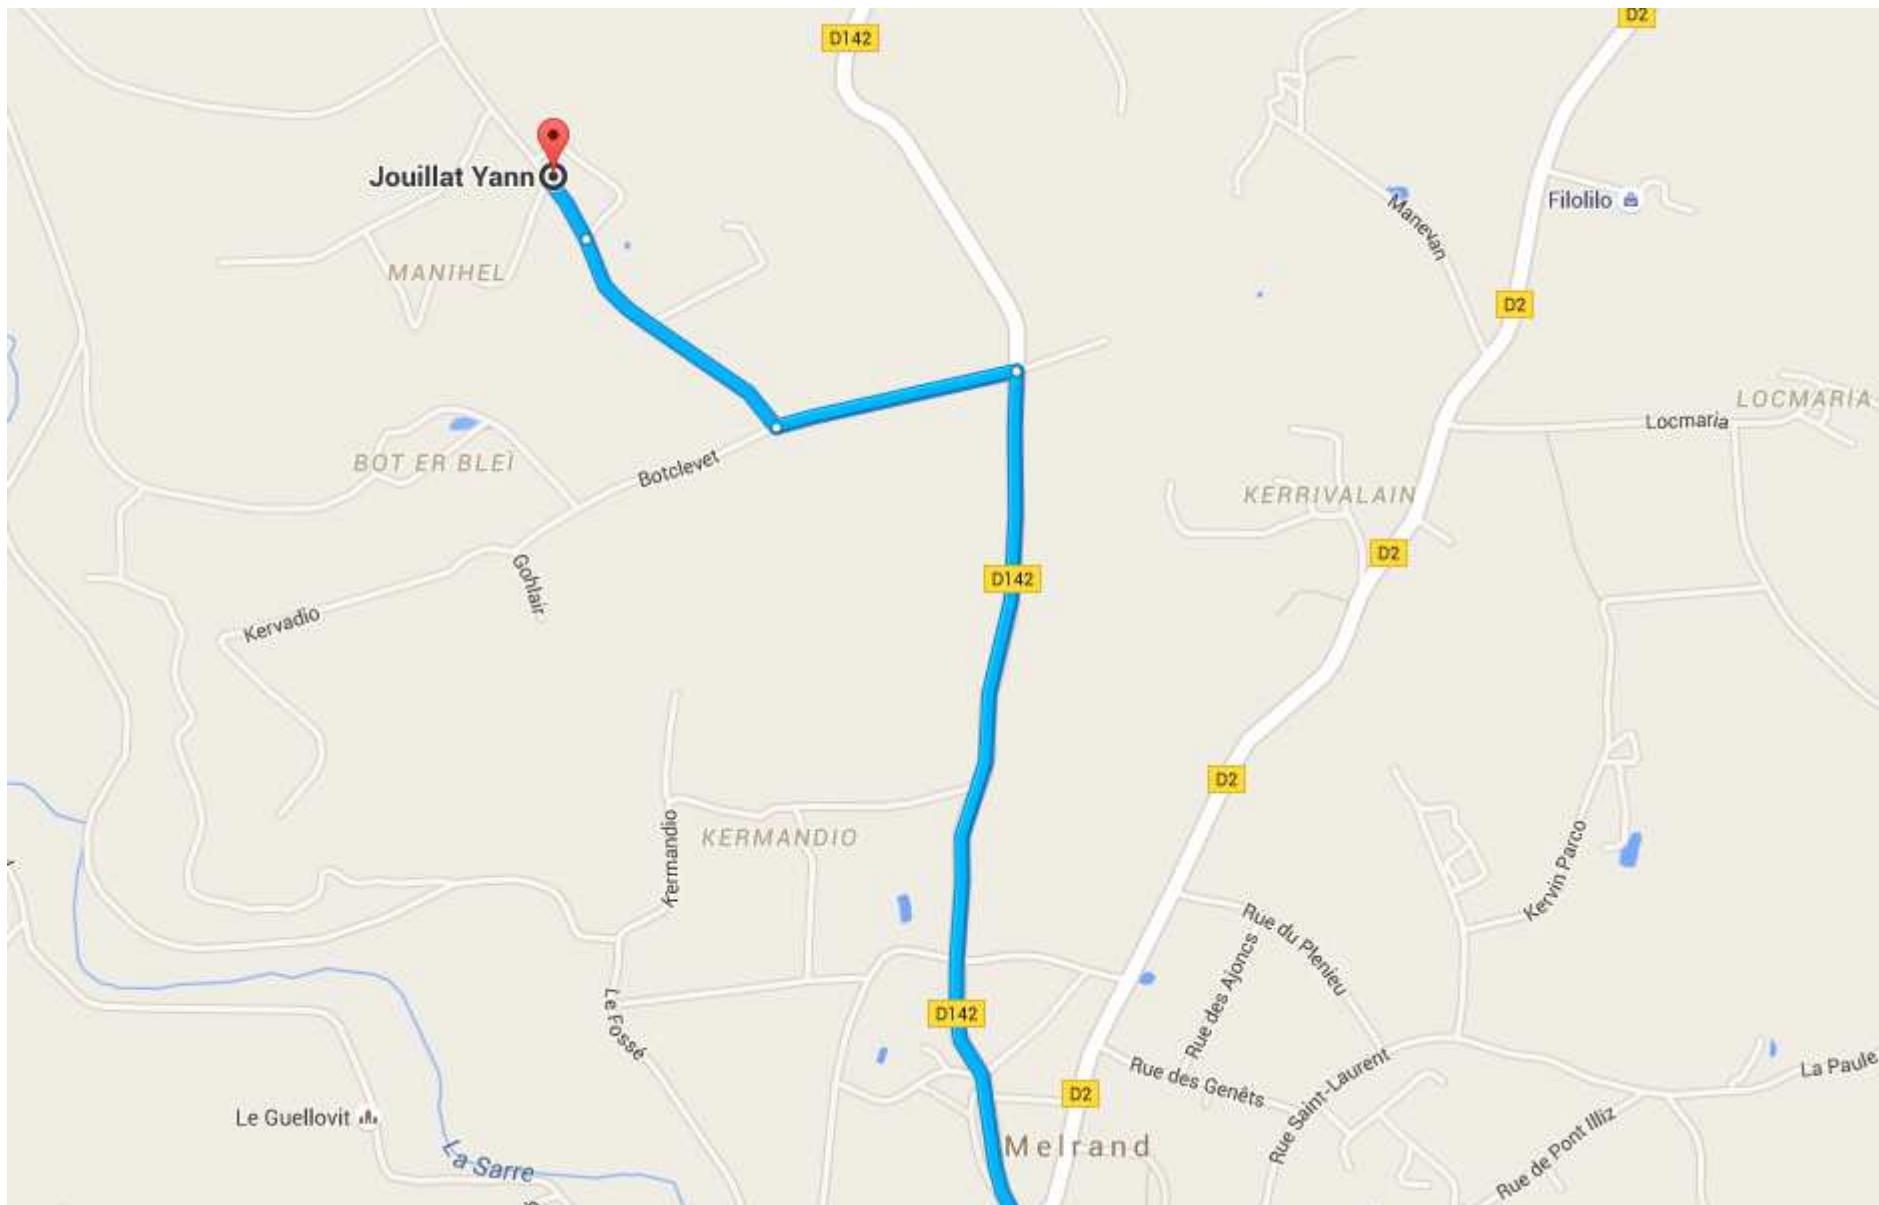 D2
D142
Jouillat Yann
Filolilo
Manevan
MANIHEL
D2
LOCMARIA
Locmaria
BOT ER BLEÏ
Botclevet
KERRIVALAIN
D2
Gohlair
D142
Kervadio
D2
Kermandio
KERMANDIO
Kervin Parco
Rue du Plenieu
Rue des Ajoncs
Le Fossé
D142
Rue des Genêts
Rue Saint-Laurent
La Paule
D2
Le Guellovit
Melrand
La Sarre
Rue de Pont Illiz